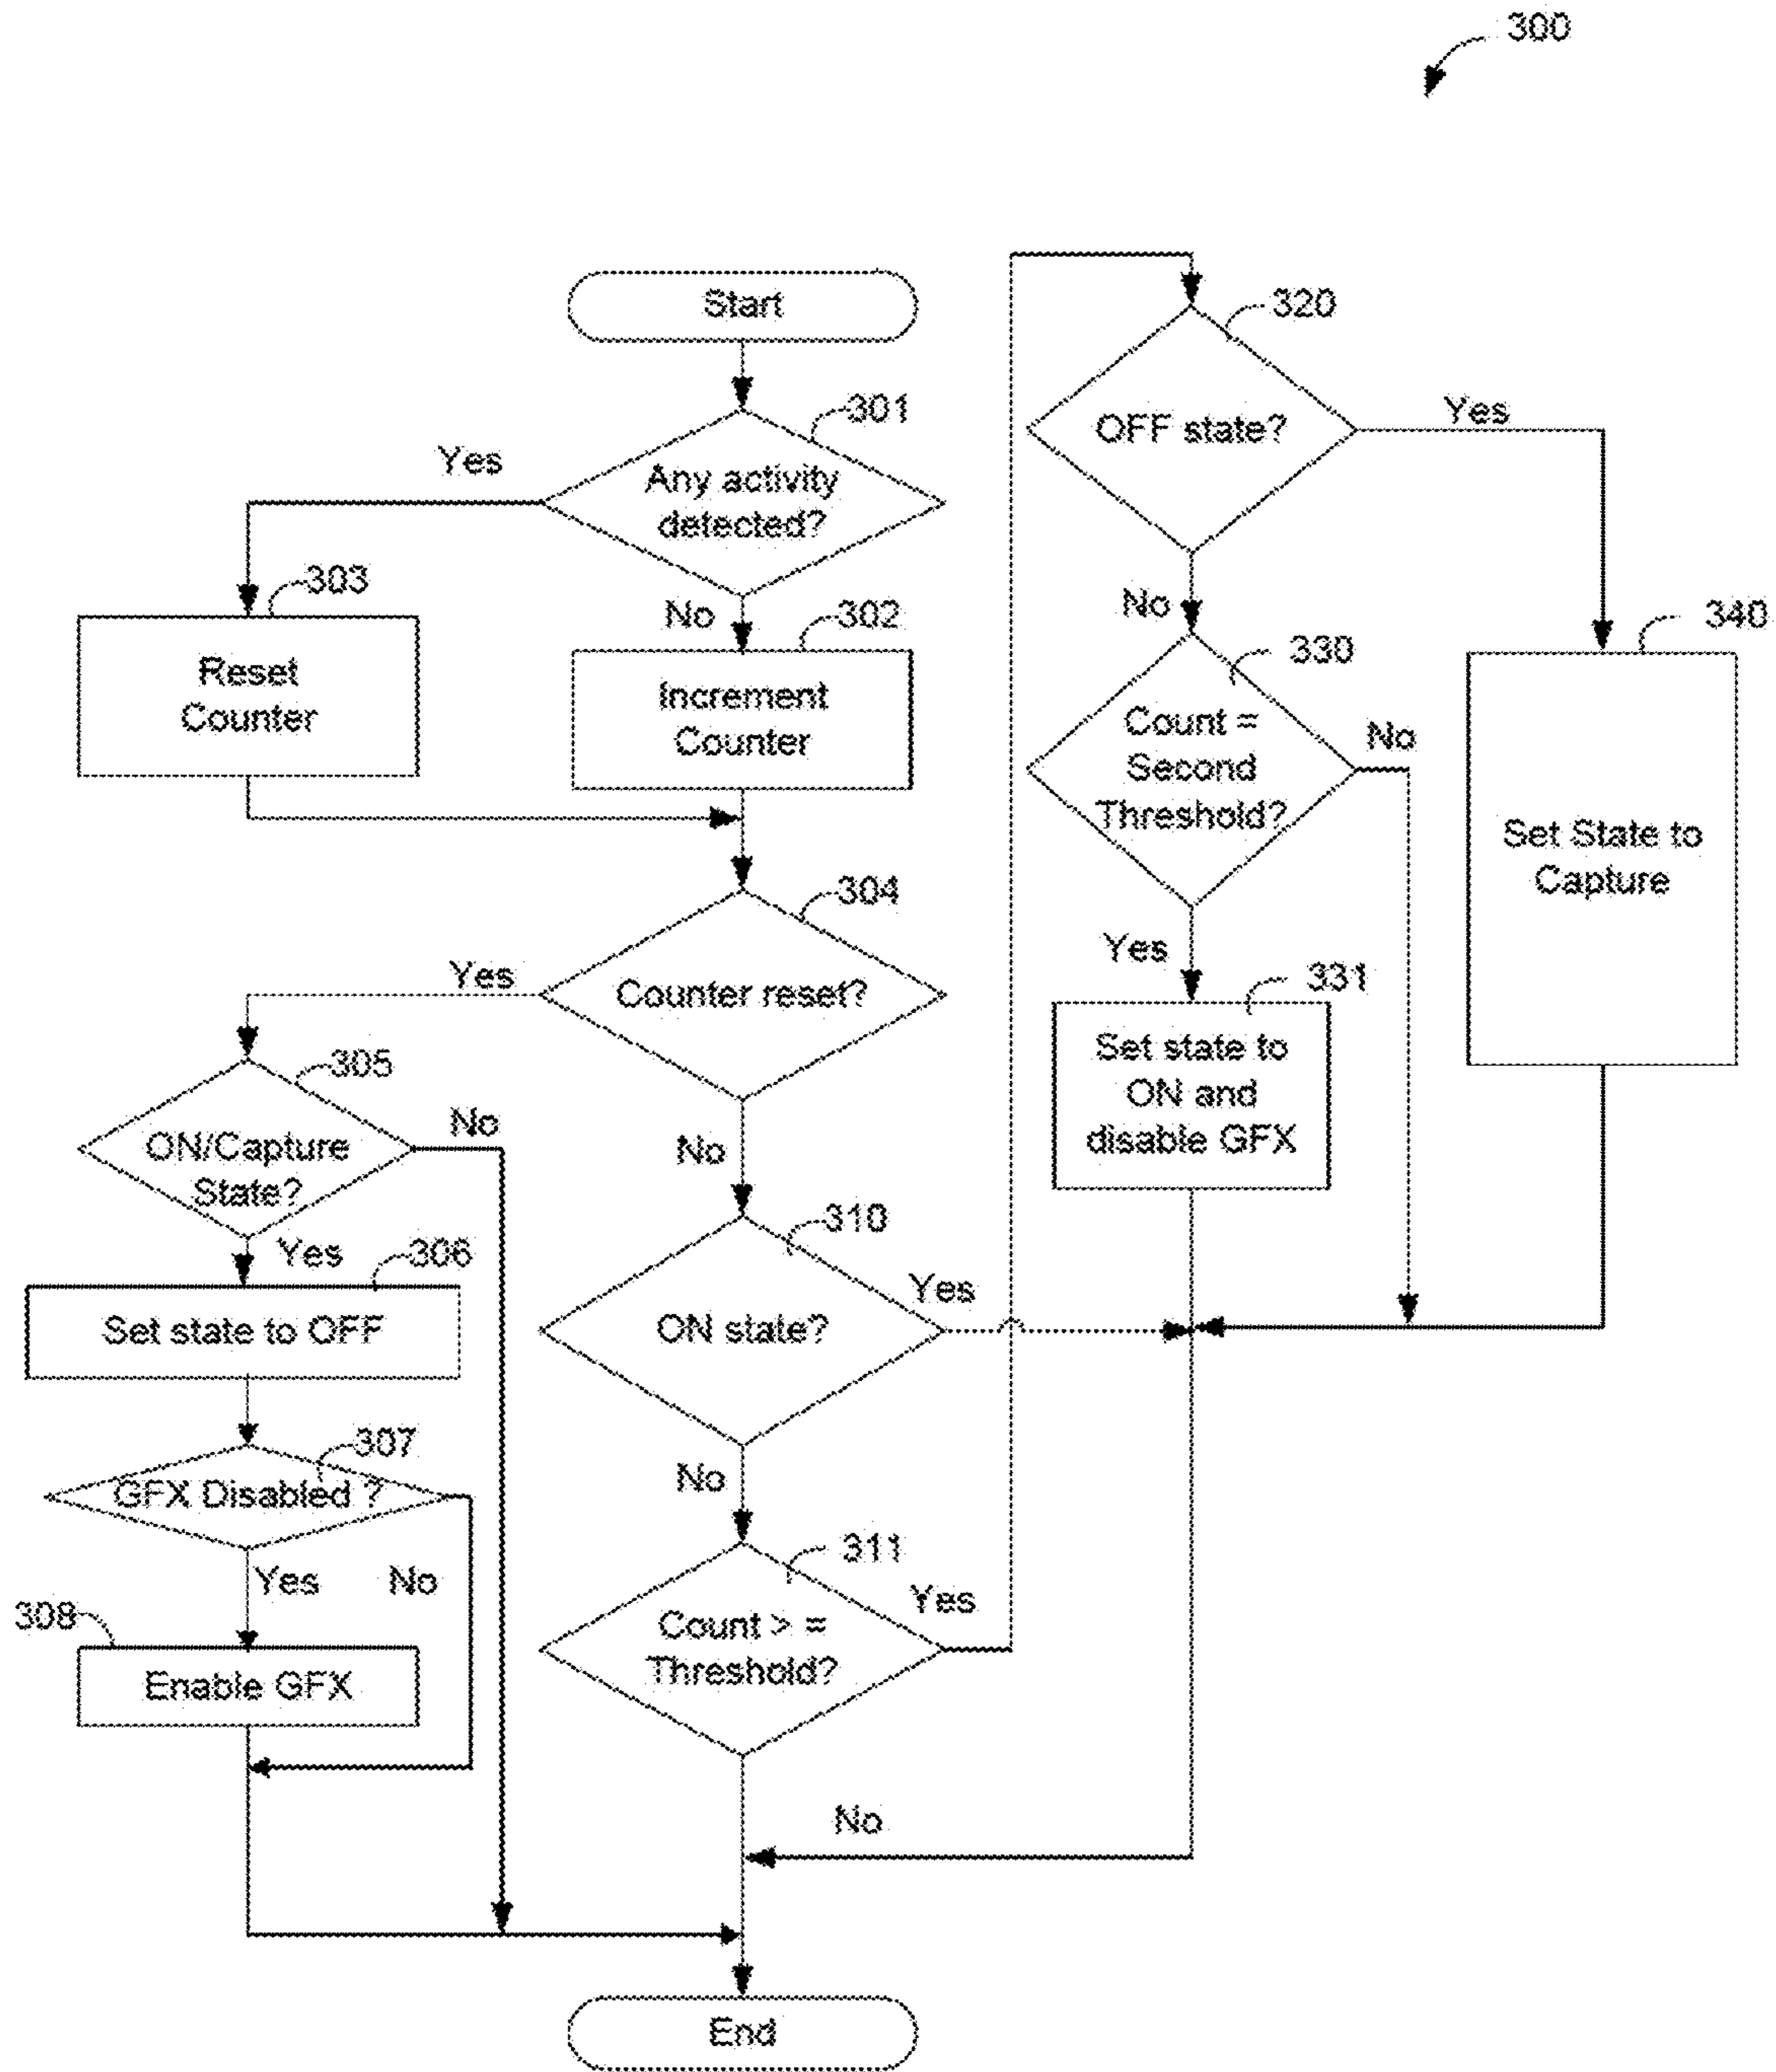 300
Start
301
Any activity
detected?
Yes
No
303
Reset
Counter
302
Increment
Counter
304
Counter reset?
Yes
No
305
ON/Capture
State?
No
Yes
306
Set state to OFF
307
GFX Disabled ?
Yes
No
308
Enable GFX
310
ON state?
Yes
No
311
Count > =
Threshold?
Yes
No
320
OFF state?
Yes
No
330
Count =
Second
Threshold?
No
Yes
331
Set state to
ON and
disable GFX
340
Set State to
Capture
End